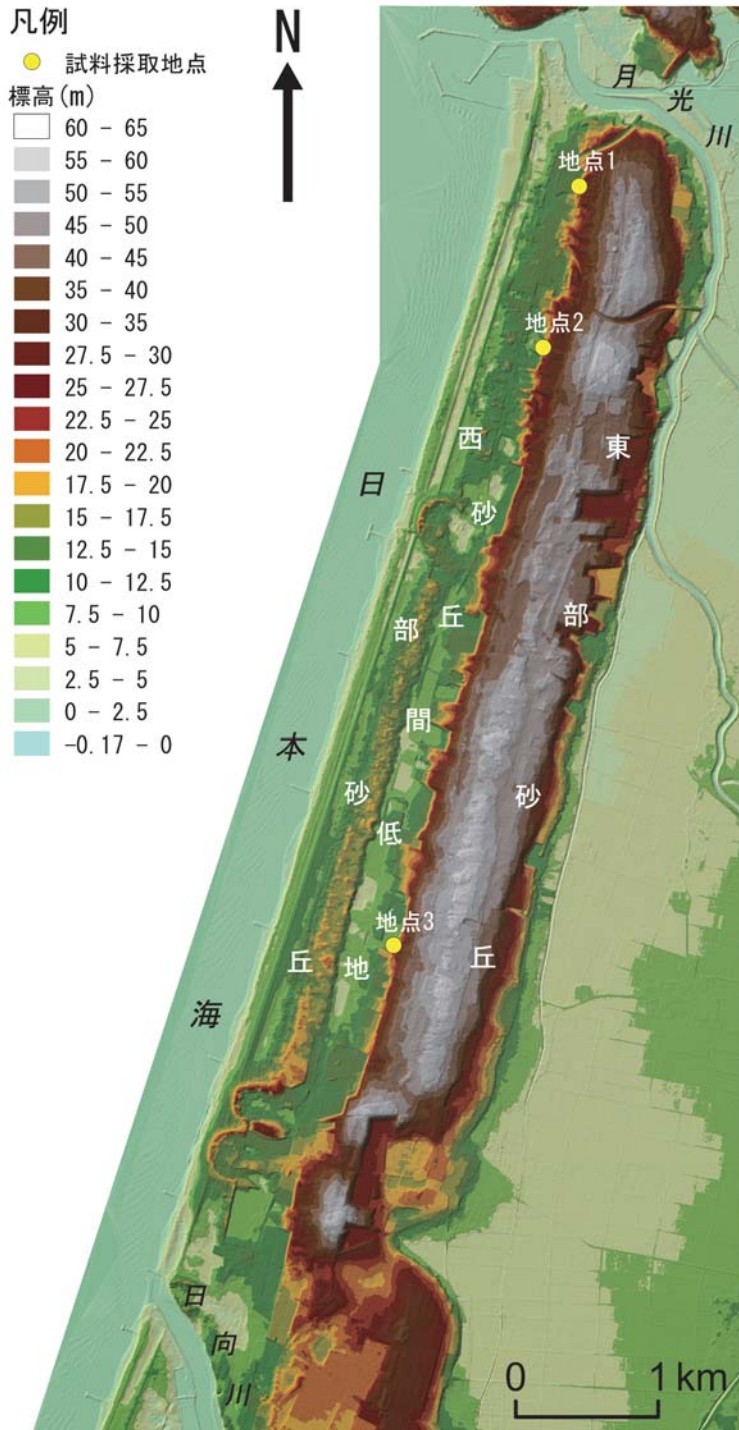 凡例
試料採取地点
標高(m)
60 - 65
55 - 60
50 - 55
45 - 50
40 - 45
35 - 40
30 - 35
27.5 - 30
25 - 27.5
22.5 - 25
20 - 22.5
17.5 - 20
15 - 17.5
12.5 - 15
10 - 12.5
7.5 - 10
5 - 7.5
2.5 - 5
0 - 2.5
-0.17 - 0
N
月光川
地点1
地点2
地点3
西部砂丘
砂丘間低地
東部砂丘
日本海
日向川
0 1km